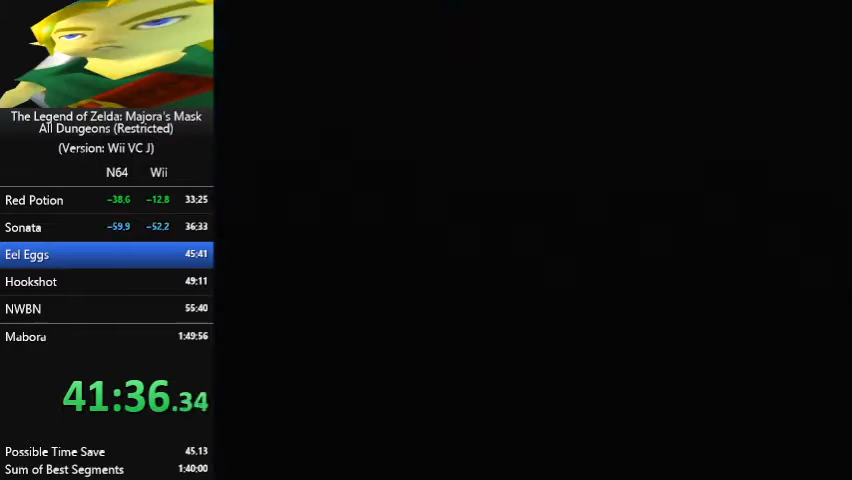 The Legend of Zelda: Majora's Mask
All Dungeons (Restricted)
(Version: Wii VC J)
N64 Wii
Red Potion -38.6 -12.8 33:25
Sonata -59.9 -52.2 36:33
Eel Eggs 45:41
Hookshot 49:11
NWBN 55:40
Mabora 1:49:56
41:36.34
Possible Time Save 45.13
Sum of Best Segments 1:40:00